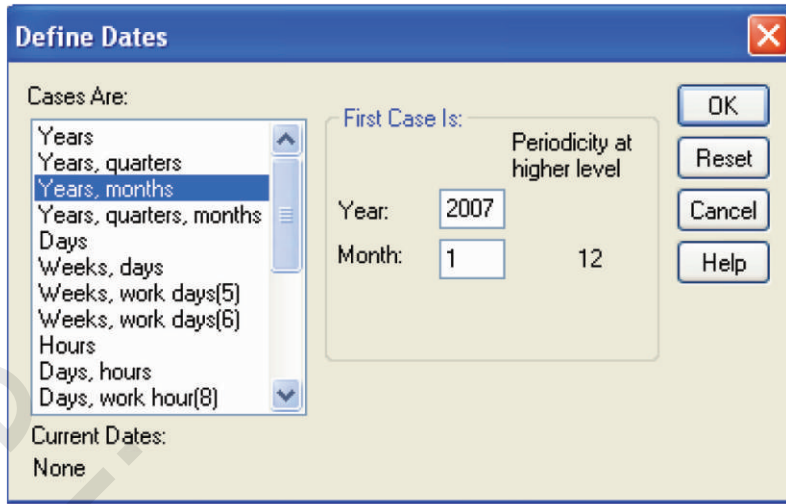 Define Dates
Cases Are:
Years
Years, quarters
Years, months
Years, quarters, months
Days
Weeks, days
Weeks, work days(5)
Weeks, work days(6)
Hours
Days, hours
Days, work hour(8)
Current Dates:
None
First Case Is:
Periodicity at
higher level
Year: 2007
Month: 1 12
OK
Reset
Cancel
Help